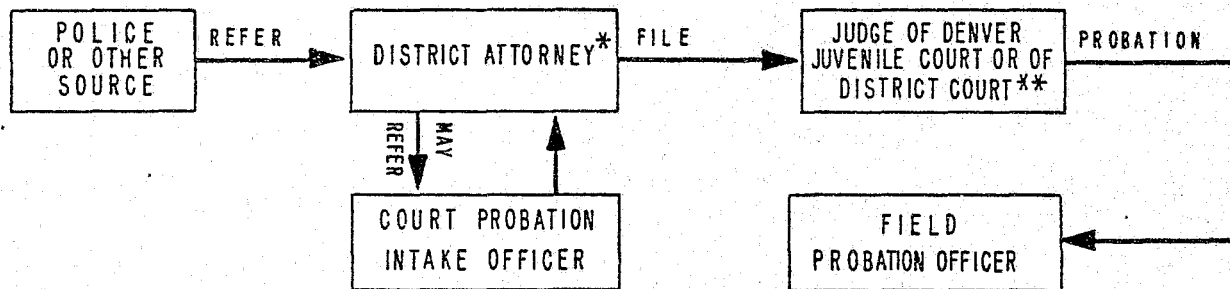 POLICE
OR OTHER
SOURCE
REFER
DISTRICT ATTORNEY*
FILE
JUDGE OF DENVER
JUVENILE COURT OR OF
DISTRICT COURT**
PROBATION
MAY
REFER
COURT PROBATION
INTAKE OFFICER
FIELD
PROBATION OFFICER